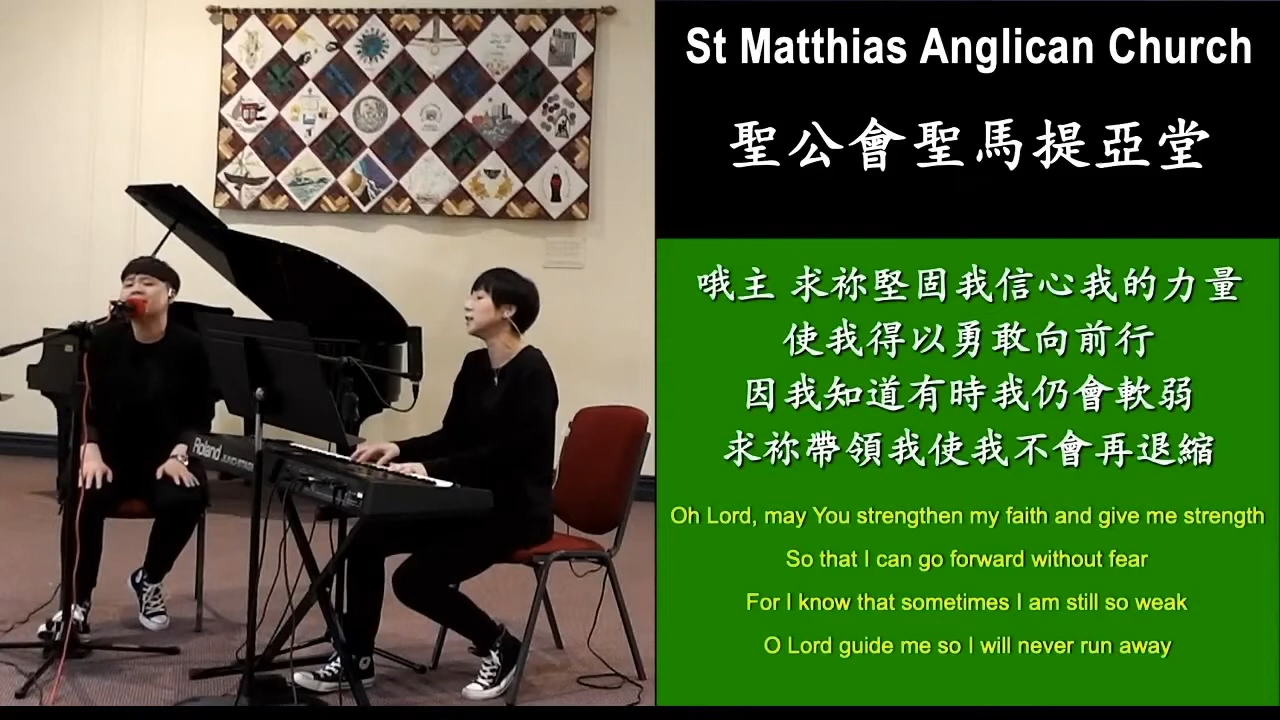 St Matthias Anglican Church
聖公會聖馬提亞堂
哦主 求祢堅固我信心我的力量
使我得以勇敢向前行
因我知道有時我仍會軟弱
求祢帶領我使我不會再退縮
Oh Lord, may You strengthen my faith and give me strength
So that I can go forward without fear
For I know that sometimes I am still so weak
O Lord guide me so I will never run away
Roland